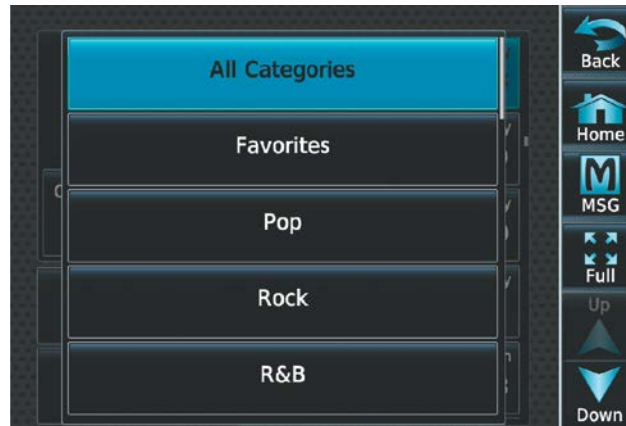 All Categories
Favorites
Pop
Rock
R&B
Back
Home
MSG
Full
Up
Down